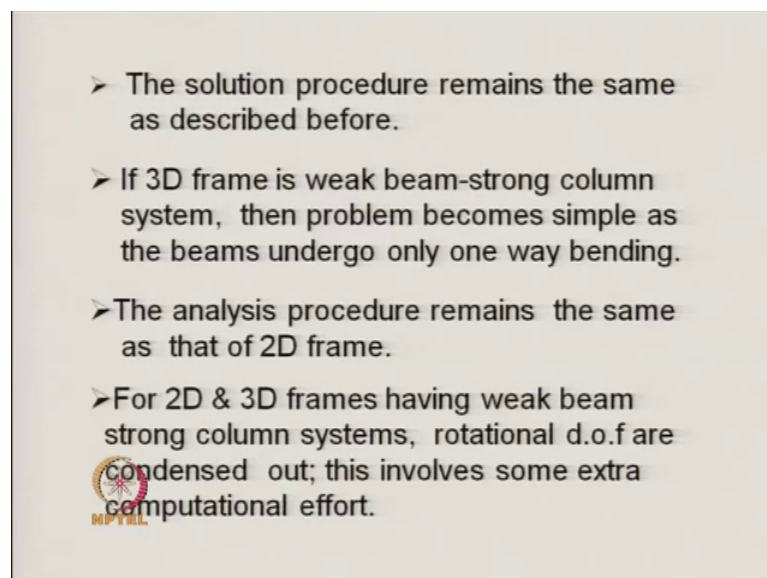 ➢ The solution procedure remains the same
as described before.
➢ If 3D frame is weak beam-strong column
system, then problem becomes simple as
the beams undergo only one way bending.
➢The analysis procedure remains the same
as that of 2D frame.
➢For 2D & 3D frames having weak beam
strong column systems, rotational d.o.f are
condensed out; this involves some extra
computational effort.
NPTEL